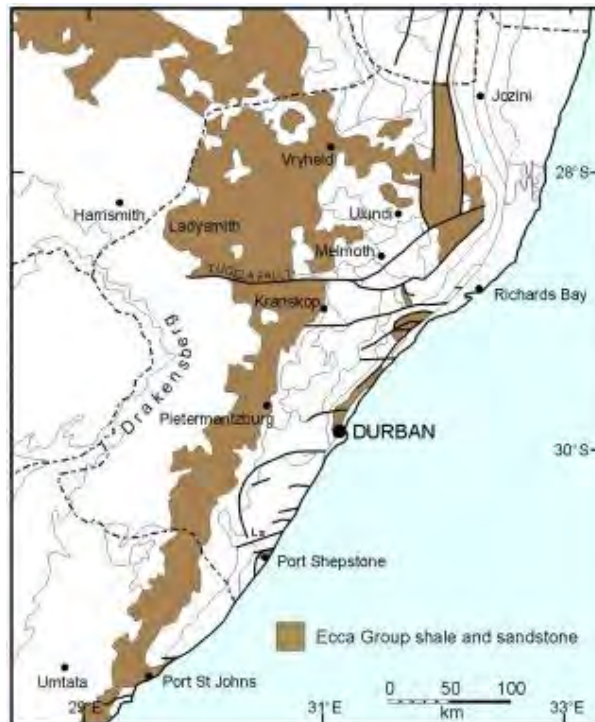 Jozini
Vryheid
28°S
Harrismith
Ulundi
Ladysmith
Melmoth
TUGELA FAULT
Richards Bay
Kranskop
Drakensberg
Pietermaritzburg
DURBAN
30°S
Port Shepstone
Ecca Group shale and sandstone
Umtata
Port St Johns
29°E
31°E
33°E
0 50 100
km